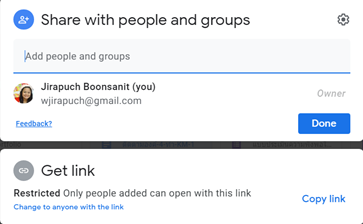 Share with people and groups
Add people and groups
Jirapuch Boonsanit (you)
wjirapuch@gmail.com
Owner
Feedback?
Done
Get link
Restricted Only people added can open with this link
Change to anyone with the link
Copy link